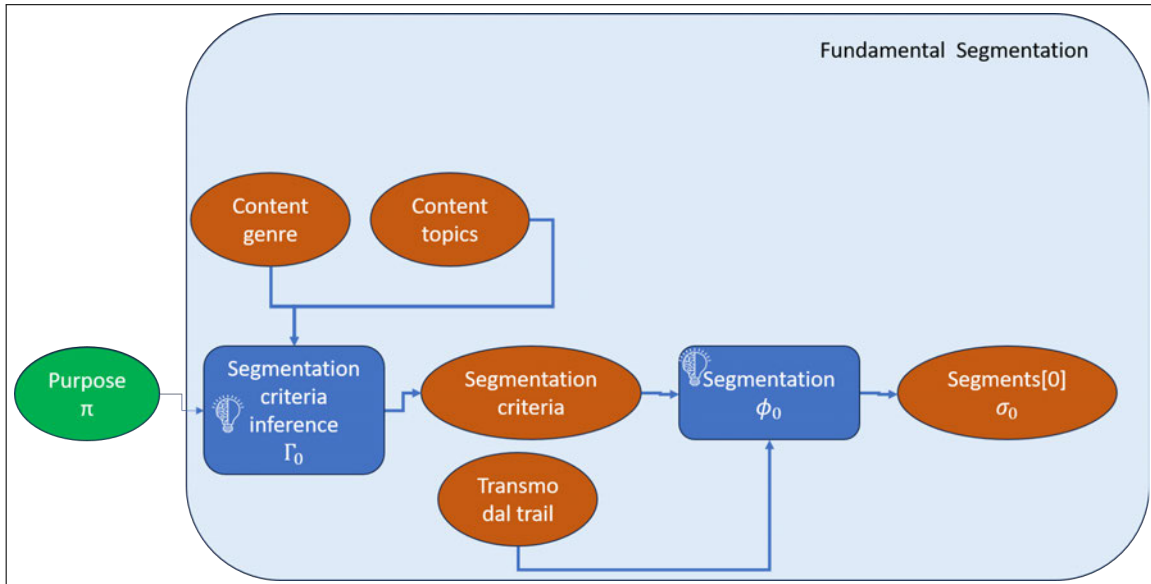 Fundamental Segmentation
Content
genre
Content
topics
Purpose
π
Segmentation
criteria
inference
Γ₀
Segmentation
criteria
Segmentation
ϕ₀
Segments[0]
σ₀
Transmo
dal trail